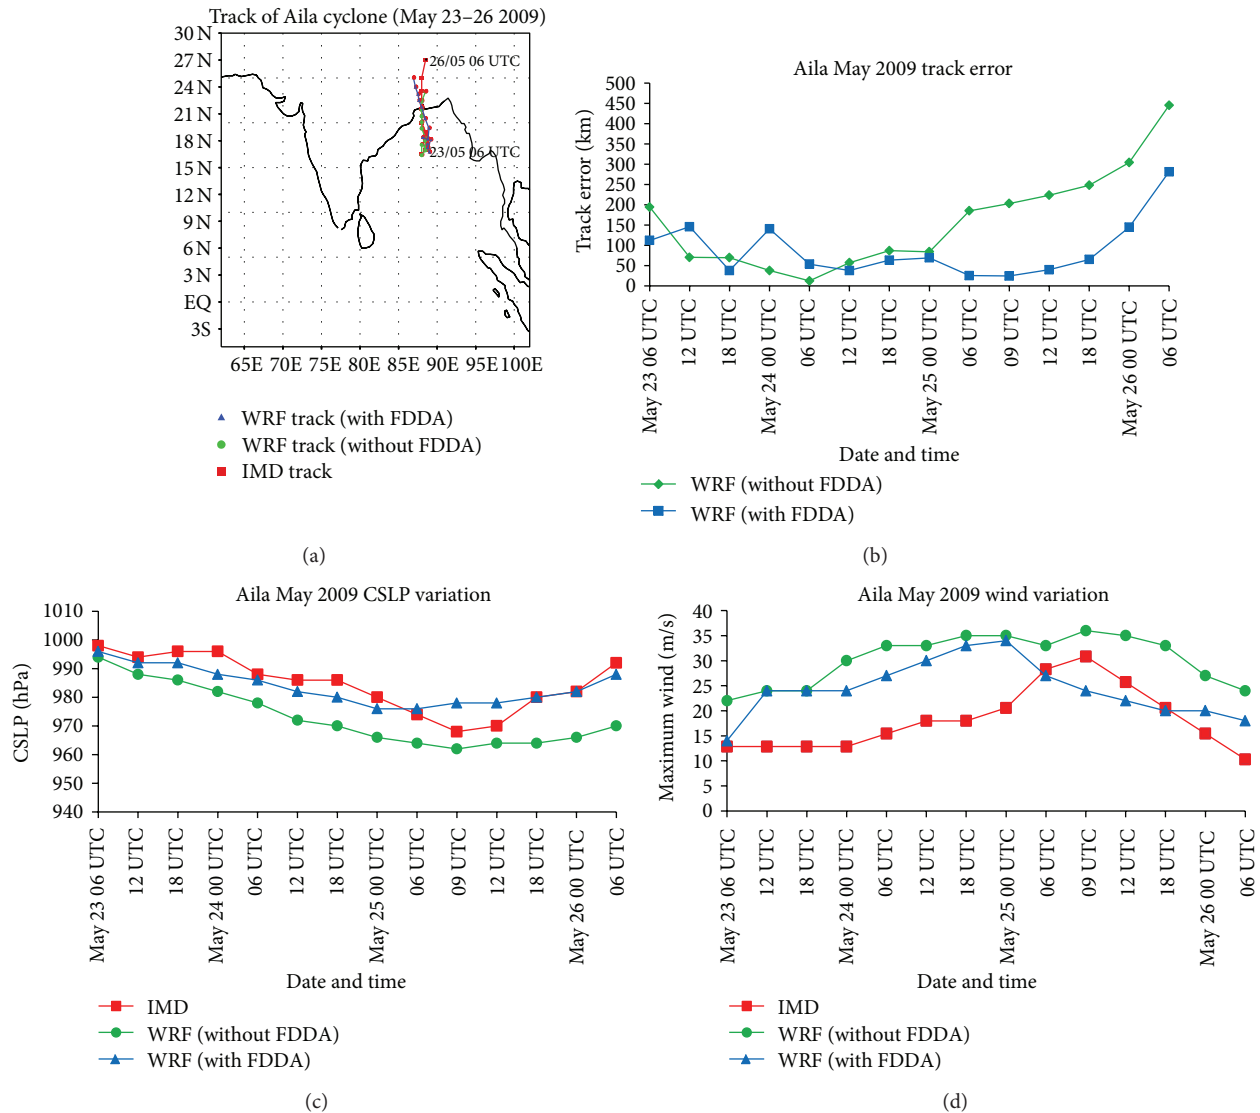 Track of Aila cyclone (May 23–26 2009)
30 N
27 N
24 N
21 N
18 N
15 N
12 N
9 N
6 N
3 N
EQ
3S
26/05 06 UTC
23/05 06 UTC
65E 70E 75E 80E 85E 90E 95E 100E
WRF track (with FDDA)
WRF track (without FDDA)
IMD track
(a)
Aila May 2009 track error
Track error (km)
500
450
400
350
300
250
200
150
100
50
0
May 23 06 UTC
12 UTC
18 UTC
May 24 00 UTC
06 UTC
12 UTC
18 UTC
May 25 00 UTC
06 UTC
09 UTC
12 UTC
18 UTC
May 26 00 UTC
06 UTC
Date and time
WRF (without FDDA)
WRF (with FDDA)
(b)
Aila May 2009 CSLP variation
CSLP (hPa)
1010
1000
990
980
970
960
950
940
May 23 06 UTC
12 UTC
18 UTC
May 24 00 UTC
06 UTC
12 UTC
18 UTC
May 25 00 UTC
06 UTC
09 UTC
12 UTC
18 UTC
May 26 00 UTC
06 UTC
Date and time
IMD
WRF (without FDDA)
WRF (with FDDA)
(c)
Aila May 2009 wind variation
Maximum wind (m/s)
40
35
30
25
20
15
10
5
0
May 23 06 UTC
12 UTC
18 UTC
May 24 00 UTC
06 UTC
12 UTC
18 UTC
May 25 00 UTC
06 UTC
09 UTC
12 UTC
18 UTC
May 26 00 UTC
06 UTC
Date and time
IMD
WRF (without FDDA)
WRF (with FDDA)
(d)